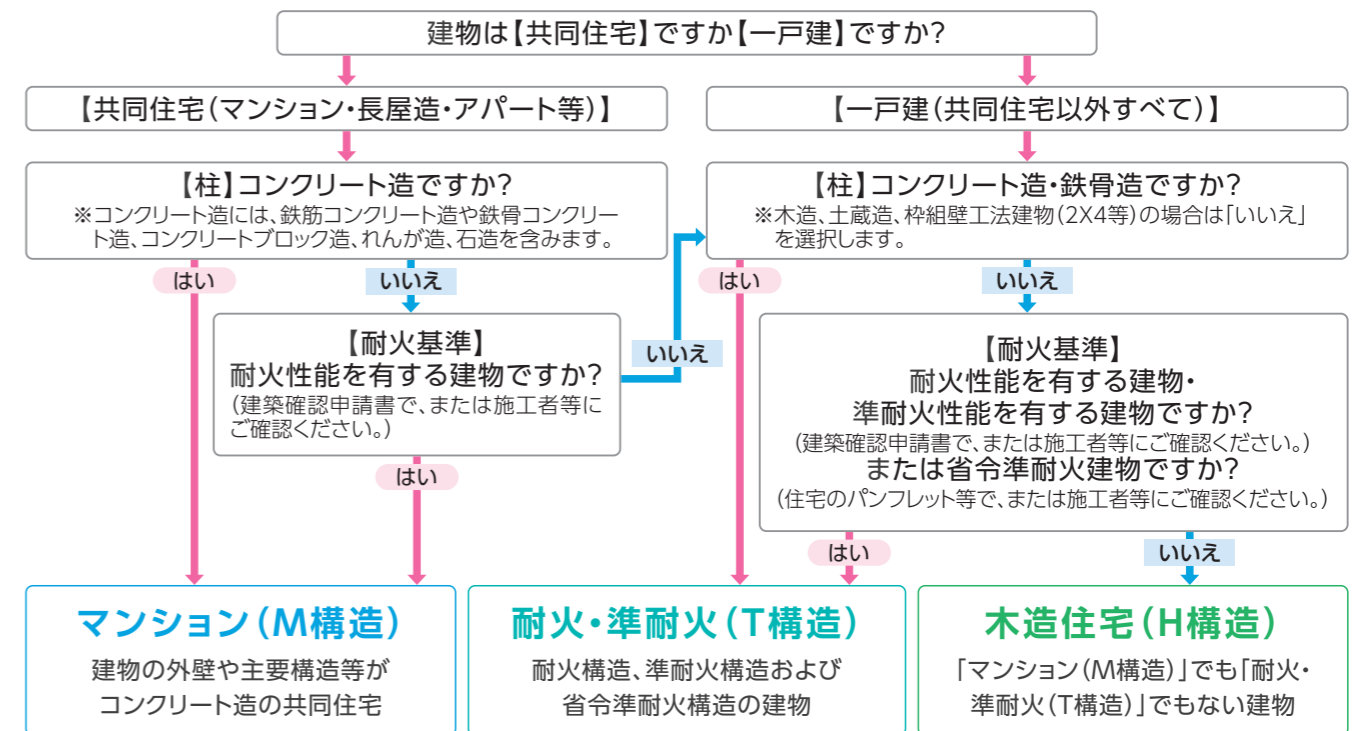 建物は【共同住宅】ですか【一戸建】ですか?
【共同住宅(マンション・長屋造・アパート等)】
【一戸建(共同住宅以外すべて)】
【柱】コンクリート造ですか?
※コンクリート造には、鉄筋コンクリート造や鉄骨コンクリー
ト造、コンクリートブロック造、れんが造、石造を含みます。
【柱】コンクリート造・鉄骨造ですか?
※木造、土蔵造、枠組壁工法建物(2X4等)の場合は「いいえ」
を選択します。
はい
いいえ
はい
いいえ
【耐火基準】
耐火性能を有する建物ですか?
(建築確認申請書で、または施工者等に
ご確認ください。)
いいえ
はい
【耐火基準】
耐火性能を有する建物・
準耐火性能を有する建物ですか?
(建築確認申請書で、または施工者等にご確認ください。)
または省令準耐火建物ですか?
(住宅のパンフレット等で、または施工者等にご確認ください。)
はい
いいえ
マンション(M構造)
建物の外壁や主要構造等が
コンクリート造の共同住宅
耐火・準耐火(T構造)
耐火構造、準耐火構造および
省令準耐火構造の建物
木造住宅(H構造)
「マンション(M構造)」でも「耐火・
準耐火(T構造)」でもない建物